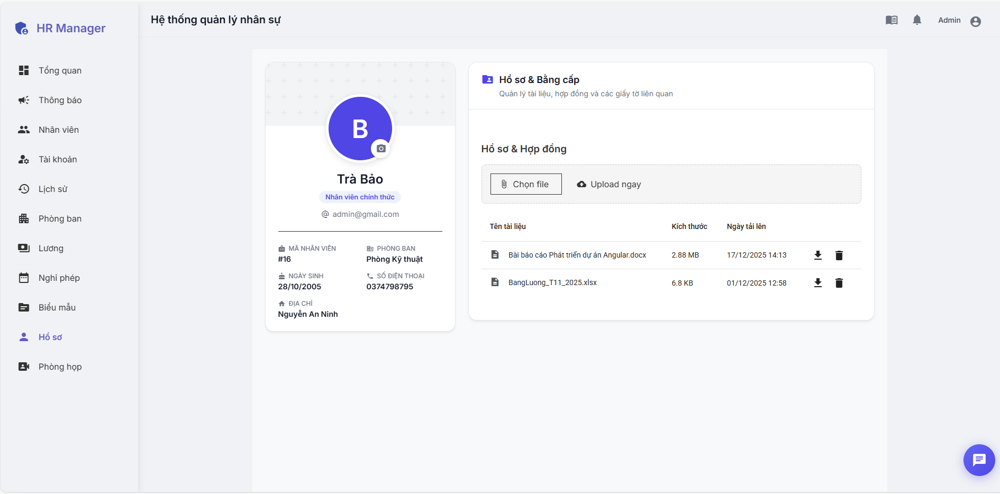 HR Manager
Hệ thống quản lý nhân sự
Admin
Tổng quan
Thông báo
Nhân viên
Tài khoản
Lịch sử
Phòng ban
Lương
Nghỉ phép
Biểu mẫu
Hồ sơ
Phòng họp
B
Trà Bảo
Nhân viên chính thức
admin@gmail.com
MÃ NHÂN VIÊN
#16
PHÒNG BAN
Phòng Kỹ thuật
NGÀY SINH
28/10/2005
SỐ ĐIỆN THOẠI
0374798795
ĐỊA CHỈ
Nguyễn An Ninh
Hồ sơ & Bằng cấp
Quản lý tài liệu, hợp đồng và các giấy tờ liên quan
Hồ sơ & Hợp đồng
Chọn file
Upload ngay
Tên tài liệu Kích thước Ngày tải lên
Bài báo cáo Phát triển dự án Angular.docx 2.88 MB 17/12/2025 14:13
BangLuong_T11_2025.xlsx 6.8 KB 01/12/2025 12:58